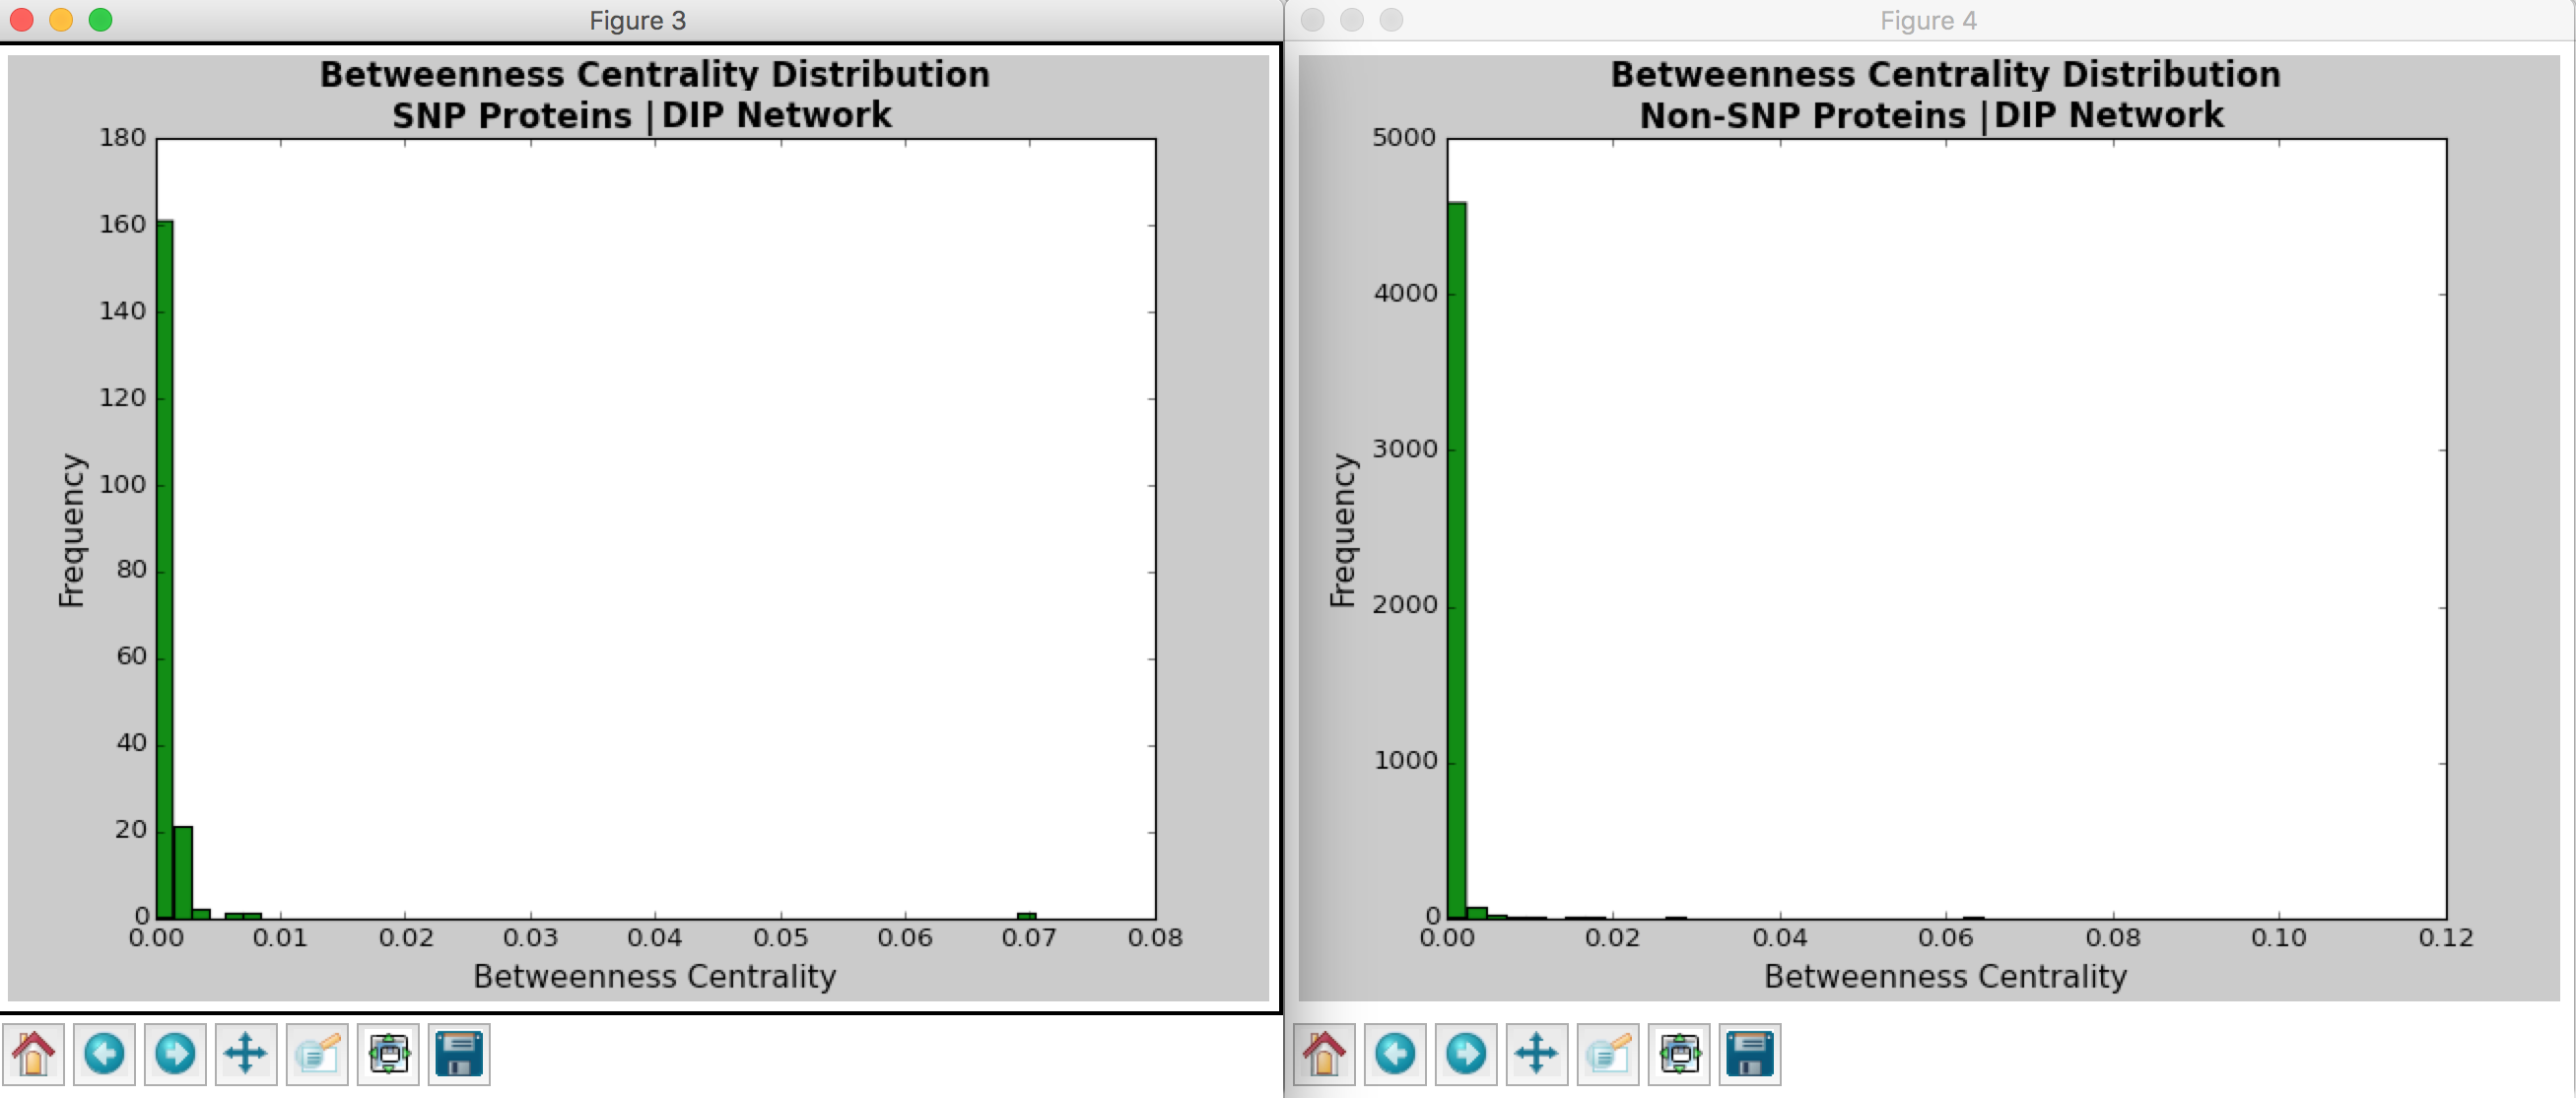 Figure 3
Betweenness Centrality Distribution
SNP Proteins | DIP Network
180
160
140
120
100
80
60
40
20
0
Frequency
0.00 0.01 0.02 0.03 0.04 0.05 0.06 0.07 0.08
Betweenness Centrality
Figure 4
Betweenness Centrality Distribution
Non-SNP Proteins | DIP Network
5000
4000
3000
2000
1000
0
Frequency
0.00 0.02 0.04 0.06 0.08 0.10 0.12
Betweenness Centrality